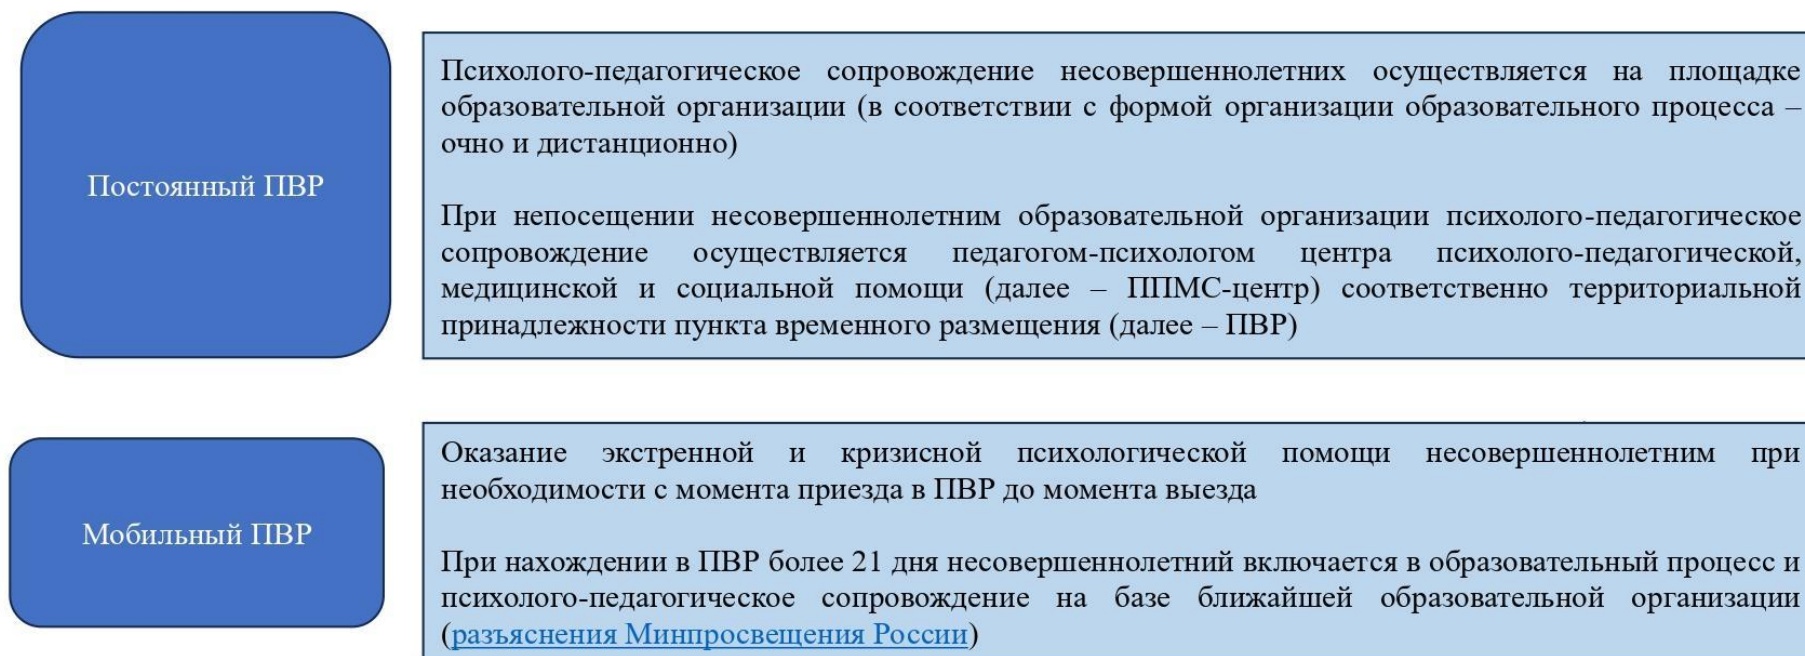 Постоянный ПВР
Психолого-педагогическое сопровождение несовершеннолетних осуществляется на площадке
образовательной организации (в соответствии с формой организации образовательного процесса –
очно и дистанционно)
При непосещении несовершеннолетним образовательной организации психолого-педагогическое
сопровождение осуществляется педагогом-психологом центра психолого-педагогической,
медицинской и социальной помощи (далее – ППМС-центр) соответственно территориальной
принадлежности пункта временного размещения (далее – ПВР)
Мобильный ПВР
Оказание экстренной и кризисной психологической помощи несовершеннолетним при
необходимости с момента приезда в ПВР до момента выезда
При нахождении в ПВР более 21 дня несовершеннолетний включается в образовательный процесс и
психолого-педагогическое сопровождение на базе ближайшей образовательной организации
(разъяснения Минпросвещения России)